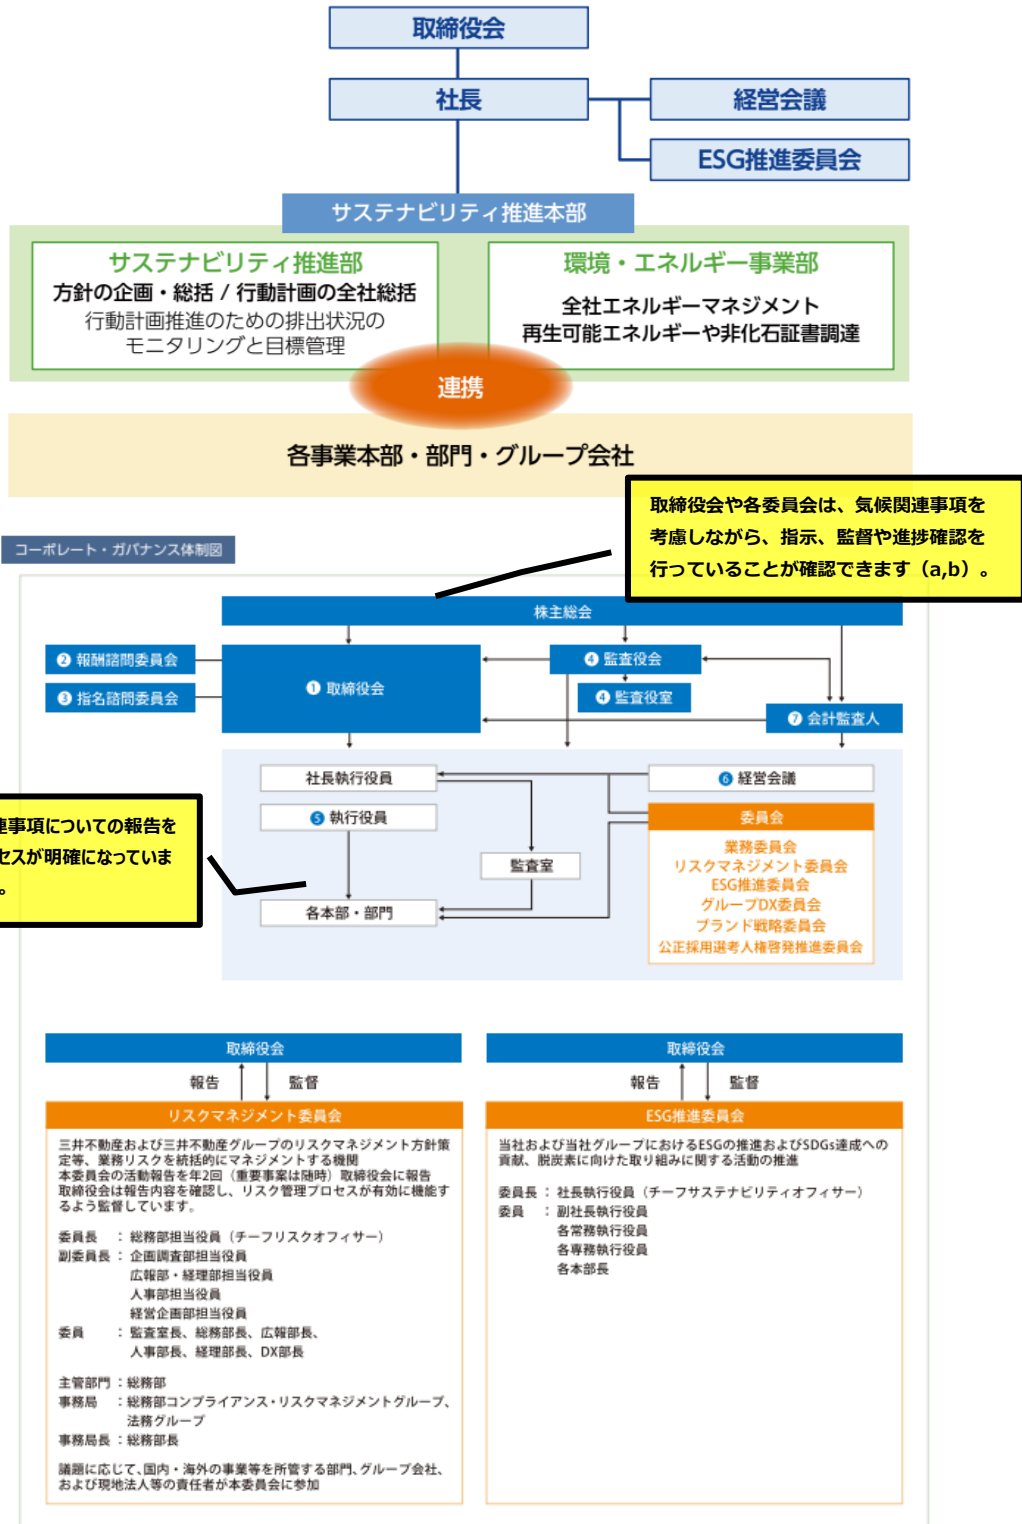 取締役会
社長
経営会議
ESG推進委員会
サステナビリティ推進本部
サステナビリティ推進部
方針の企画・総括 / 行動計画の全社総括
行動計画推進のための排出状況の
モニタリングと目標管理
環境・エネルギー事業部
全社エネルギーマネジメント
再生可能エネルギーや非化石証書調達
連携
各事業本部・部門・グループ会社
取締役会や各委員会は、気候関連事項を
考慮しながら、指示、監督や進捗確認を
行っていることが確認できます（a,b）。
コーポレート・ガバナンス体制図
株主総会
❷ 報酬諮問委員会
❸ 指名諮問委員会
❶ 取締役会
❹ 監査役会
❹ 監査役室
❼ 会計監査人
社長執行役員
❻ 経営会議
❺ 執行役員
監査室
各本部・部門
委員会
業務委員会
リスクマネジメント委員会
ESG推進委員会
グループDX委員会
ブランド戦略委員会
公正採用選考人権啓発推進委員会
連事項についての報告を
セスが明確になっていま
。
取締役会
報告
監督
リスクマネジメント委員会
三井不動産および三井不動産グループのリスクマネジメント方針策
定等、業務リスクを統括的にマネジメントする機関
本委員会の活動報告を年2回（重要事案は随時）取締役会に報告
取締役会は報告内容を確認し、リスク管理プロセスが有効に機能す
るよう監督しています。
委員長 ：総務部担当役員（チーフリスクオフィサー）
副委員長：企画調査部担当役員
広報部・経理部担当役員
人事部担当役員
経営企画部担当役員
委員 ：監査室長、総務部長、広報部長、
人事部長、経理部長、DX部長
主管部門：総務部
事務局 ：総務部コンプライアンス・リスクマネジメントグループ、
法務グループ
事務局長：総務部長
議題に応じて、国内・海外の事業等を所管する部門、グループ会社、
および現地法人等の責任者が本委員会に参加
取締役会
報告
監督
ESG推進委員会
当社および当社グループにおけるESGの推進およびSDGs達成への
貢献、脱炭素に向けた取り組みに関する活動の推進
委員長：社長執行役員（チーフサステナビリティオフィサー）
委員 ：副社長執行役員
各常務執行役員
各専務執行役員
各本部長